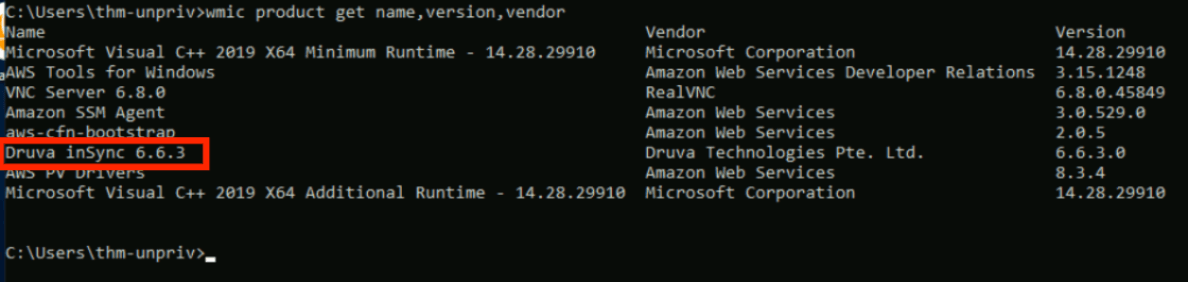 C:\Users\thm-unpriv>wmic product get name,version,vendor
Name Vendor Version
Microsoft Visual C++ 2019 X64 Minimum Runtime - 14.28.29910 Microsoft Corporation 14.28.29910
AWS Tools for Windows Amazon Web Services Developer Relations 3.15.1248
VNC Server 6.8.0 RealVNC 6.8.0.45849
Amazon SSM Agent Amazon Web Services 3.0.529.0
aws-cfn-bootstrap Amazon Web Services 2.0.5
Druva inSync 6.6.3 Druva Technologies Pte. Ltd. 6.6.3.0
AWS PV Drivers Amazon Web Services 8.3.4
Microsoft Visual C++ 2019 X64 Additional Runtime - 14.28.29910 Microsoft Corporation 14.28.29910
C:\Users\thm-unpriv>